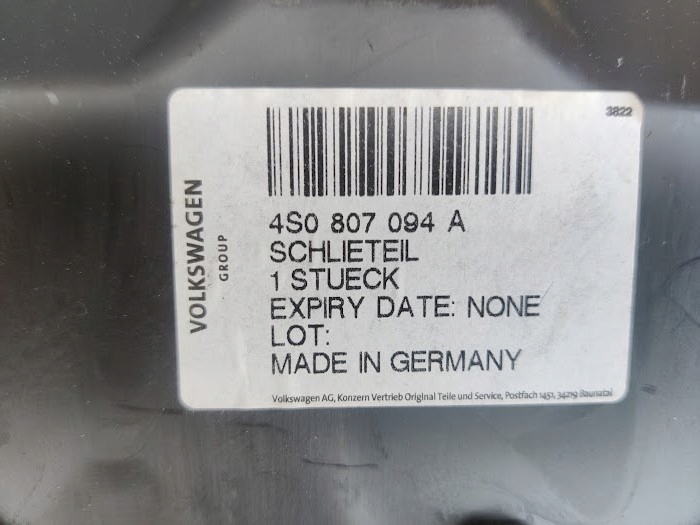 3822
VOLKSWAGEN
GROUP
4S0 807 094 A
SCHLIETEIL
1 STUECK
EXPIRY DATE: NONE
LOT:
MADE IN GERMANY
Volkswagen AG, Konzern Vertrieb Original Teile und Service, Postfach 1451, 34219 Baunatal